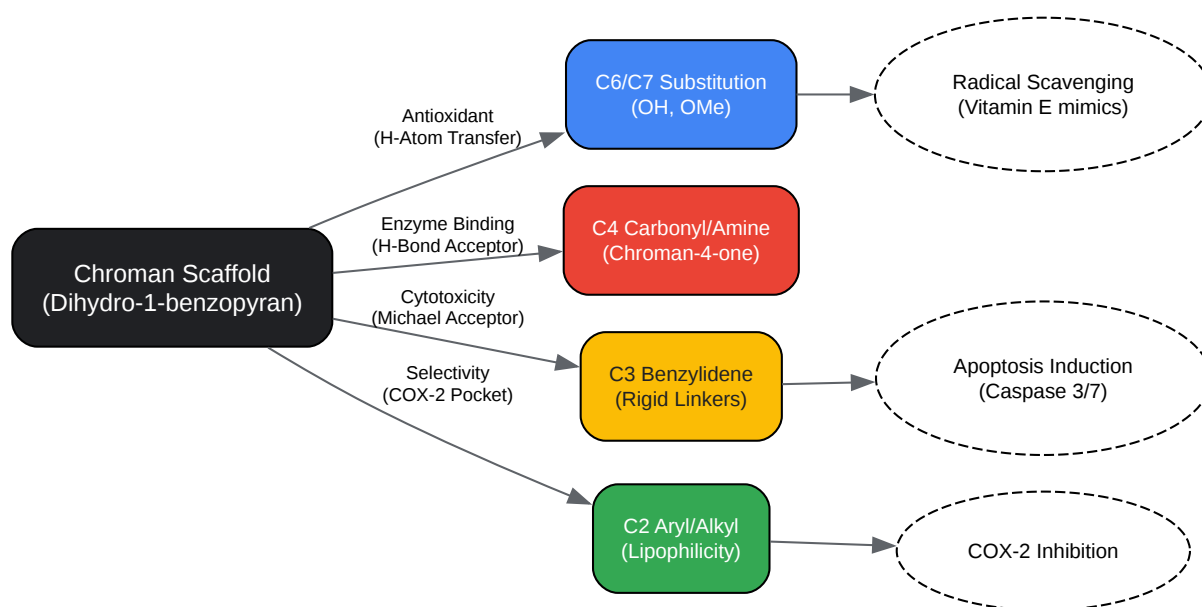 Chroman Scaffold
(Dihydro-1-benzopyran)
Antioxidant
(H-Atom Transfer)
C6/C7 Substitution
(OH, OMe)
Radical Scavenging
(Vitamin E mimics)
Enzyme Binding
(H-Bond Acceptor)
C4 Carbonyl/Amine
(Chroman-4-one)
Cytotoxicity
(Michael Acceptor)
C3 Benzylidene
(Rigid Linkers)
Apoptosis Induction
(Caspase 3/7)
Selectivity
(COX-2 Pocket)
C2 Aryl/Alkyl
(Lipophilicity)
COX-2 Inhibition